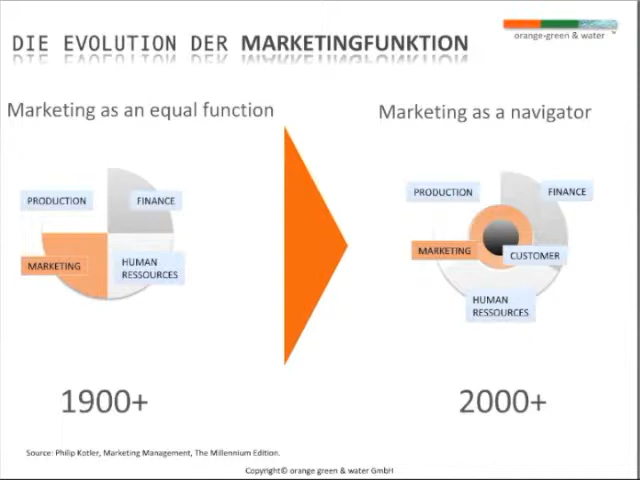 DIE EVOLUTION DER MARKETINGFUNKTION
orange-green & water ™
Marketing as an equal function
Marketing as a navigator
PRODUCTION
FINANCE
MARKETING
HUMAN
RESSOURCES
PRODUCTION
FINANCE
MARKETING
CUSTOMER
HUMAN
RESSOURCES
1900+
2000+
Source: Philip Kotler, Marketing Management, The Millennium Edition.
Copyright© orange green & water GmbH